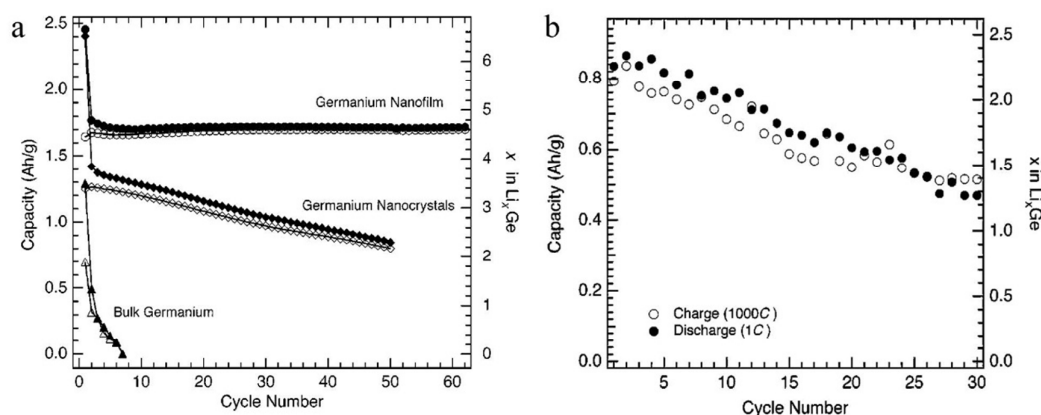 a
Capacity (Ah/g)
2.5
2.0
1.5
1.0
0.5
0.0
Germanium Nanofilm
Germanium Nanocrystals
Bulk Germanium
6
5
4
3
2
1
0
x in LixGe
0
10
20
30
40
50
60
Cycle Number
b
Capacity (Ah/g)
0.8
0.6
0.4
0.2
0.0
Charge (1000C)
Discharge (1C)
2.5
2.0
1.5
1.0
0.5
0.0
x in LixGe
5
10
15
20
25
30
Cycle Number